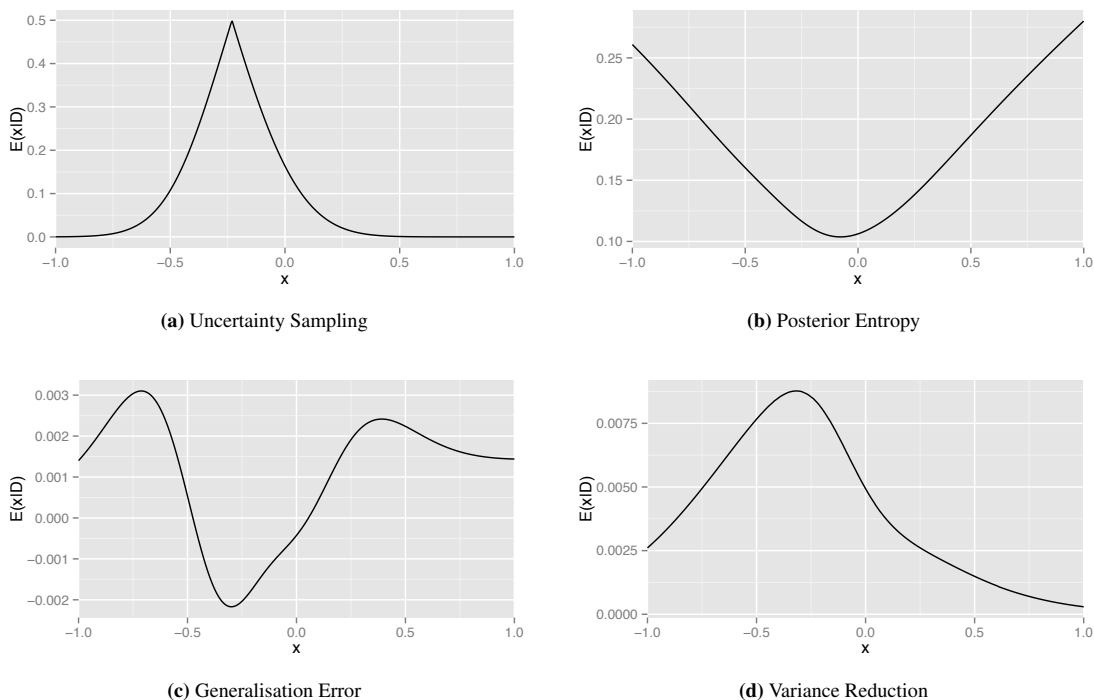 0.5
0.4
0.3
0.2
0.1
0.0
E(x|D)
−1.0 −0.5 0.0 0.5 1.0
x
(a) Uncertainty Sampling
0.25
0.20
0.15
0.10
E(x|D)
−1.0 −0.5 0.0 0.5 1.0
x
(b) Posterior Entropy
0.003
0.002
0.001
0.000
−0.001
−0.002
E(x|D)
−1.0 −0.5 0.0 0.5 1.0
x
(c) Generalisation Error
0.0075
0.0050
0.0025
0.0000
E(x|D)
−1.0 −0.5 0.0 0.5 1.0
x
(d) Variance Reduction